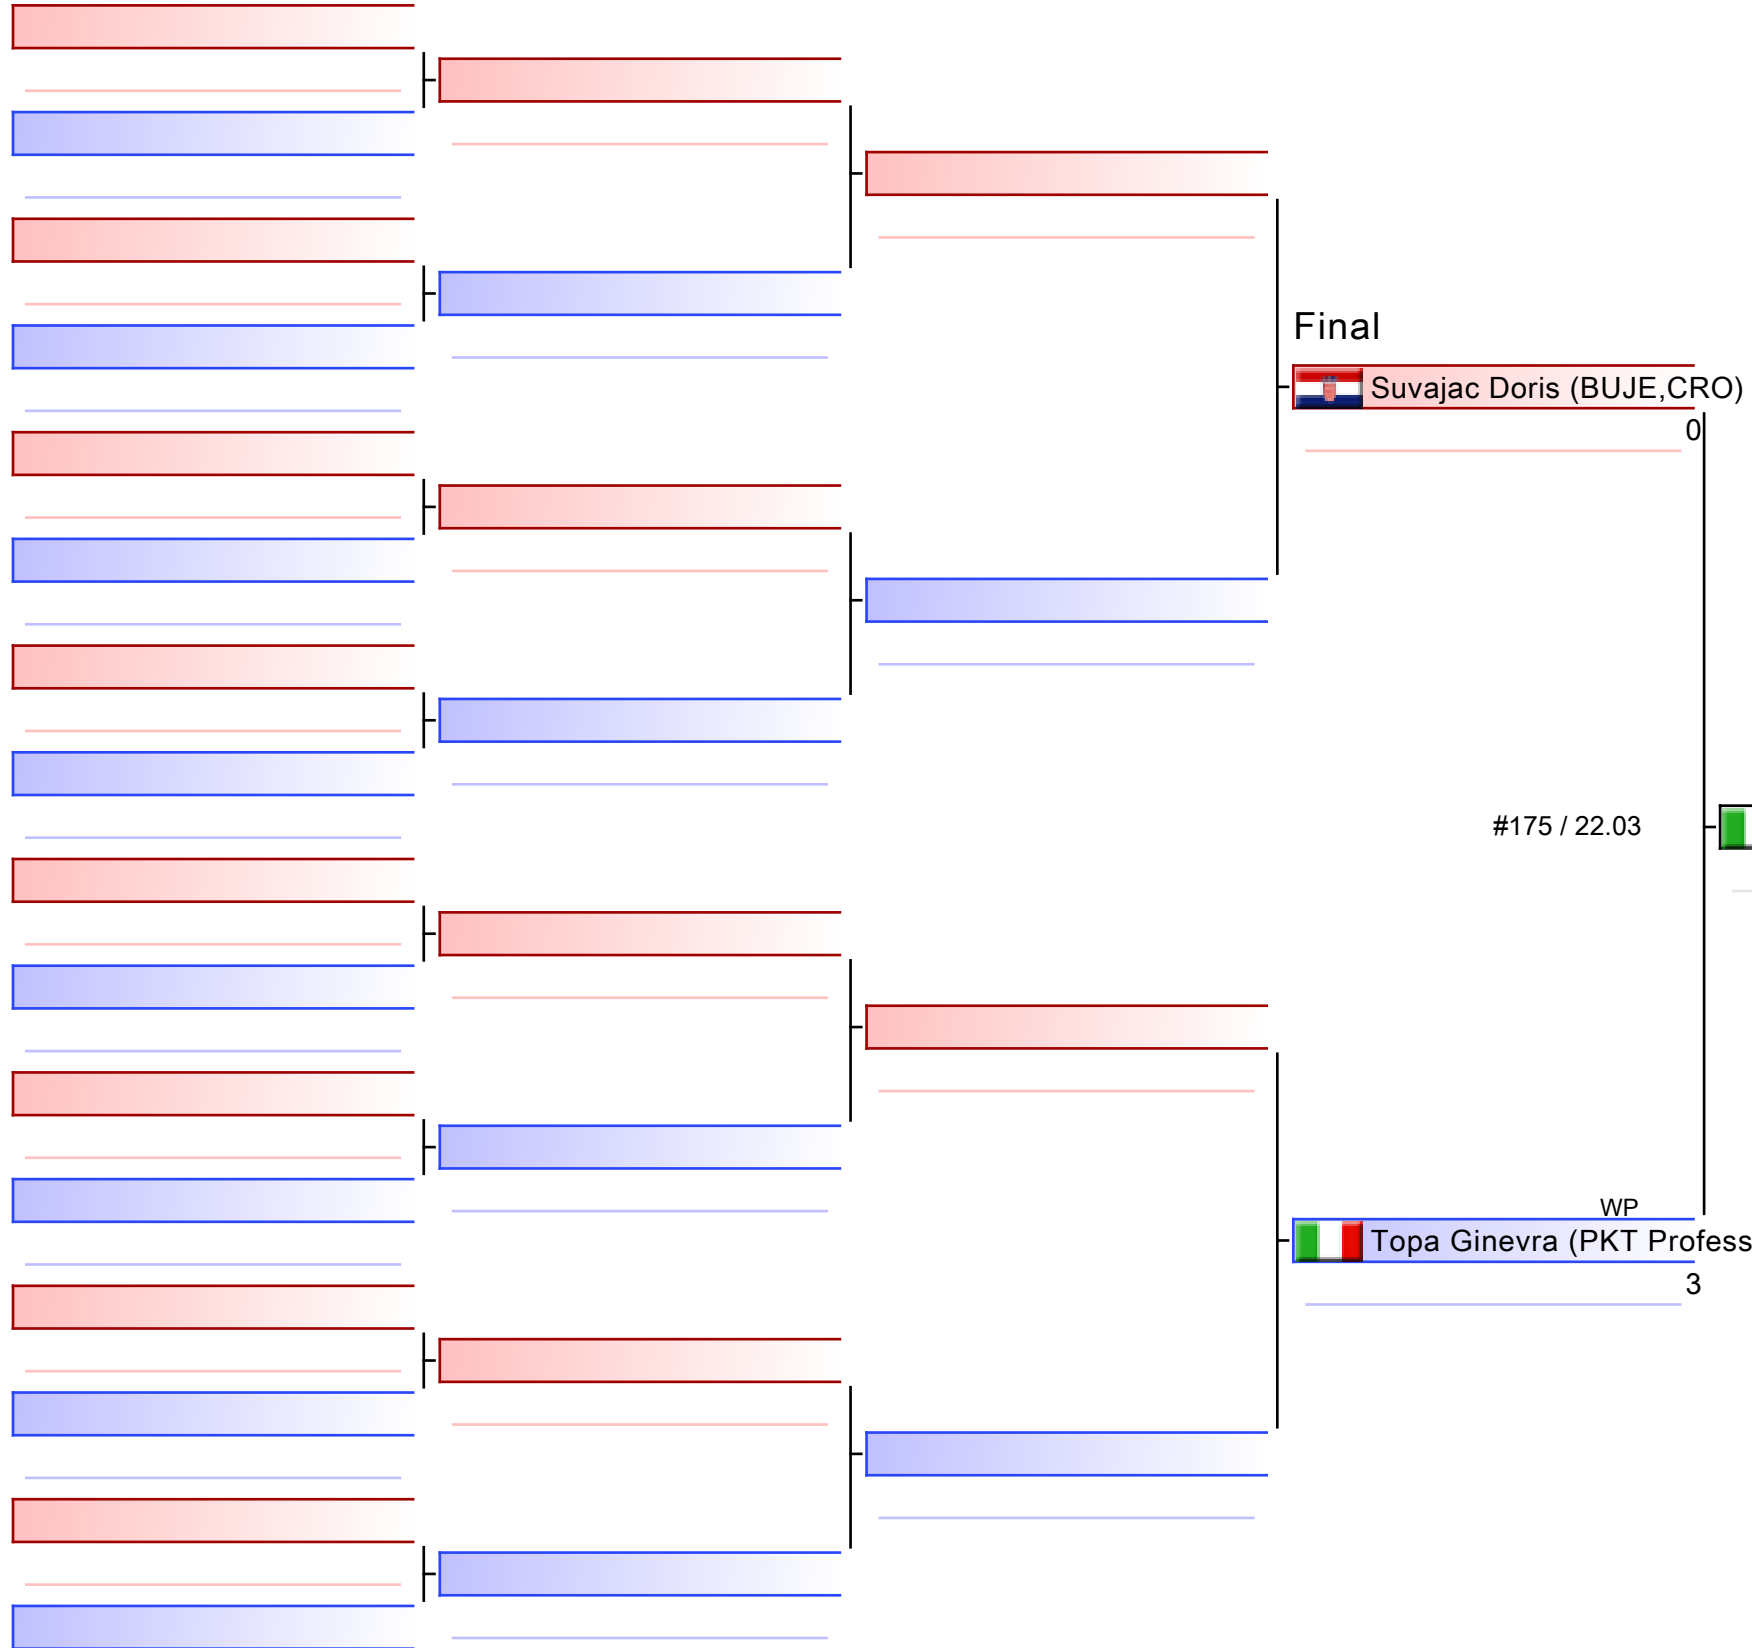 Final
Suvajac Doris (BUJE,CRO)
0
#175 / 22.03
WP
Topa Ginevra (PKT Profess
3